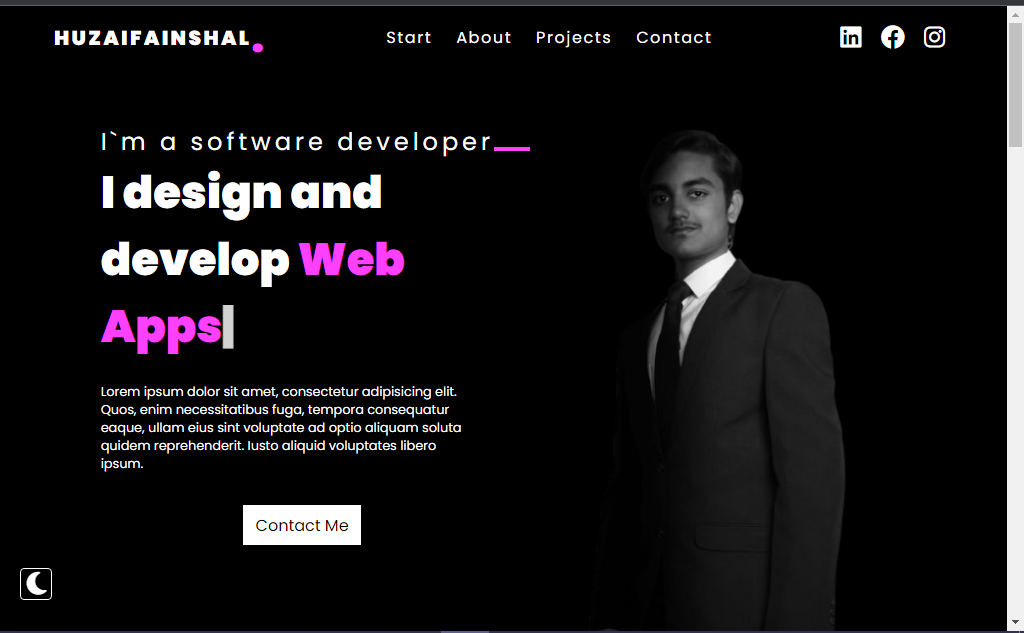 HUZAIFAINSHAL.
Start About Projects Contact
I`m a software developer__
I design and
develop Web
Apps|
Lorem ipsum dolor sit amet, consectetur adipisicing elit.
Quos, enim necessitatibus fuga, tempora consequatur
eaque, ullam eius sint voluptate ad optio aliquam soluta
quidem reprehenderit. Iusto aliquid voluptates libero
ipsum.
Contact Me